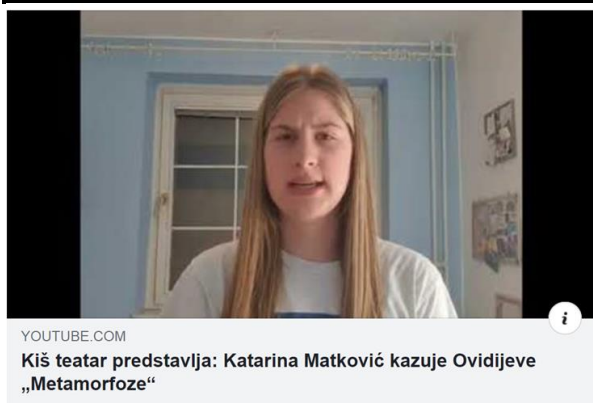 YOUTUBE.COM
Kiš teatar predstavlja: Katarina Matković kazuje Ovidijeve
„Metamorfoze“